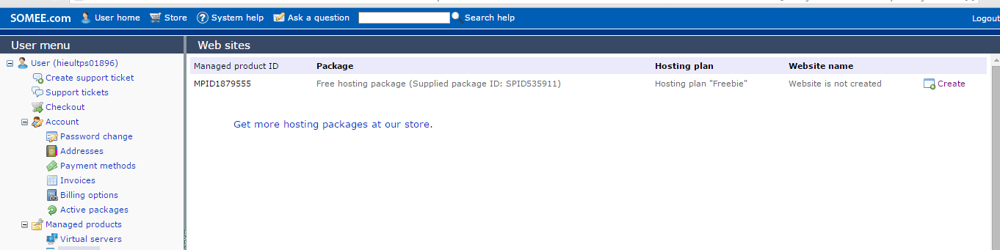 SOMEE.com User home Store System help Ask a question Search help Logout
User menu
User (hieultps01896)
Create support ticket
Support tickets
Checkout
Account
Password change
Addresses
Payment methods
Invoices
Billing options
Active packages
Managed products
Virtual servers
Web sites
Managed product ID Package Hosting plan Website name
MPID1879555 Free hosting package (Supplied package ID: SPID535911) Hosting plan "Freebie" Website is not created Create
Get more hosting packages at our store.